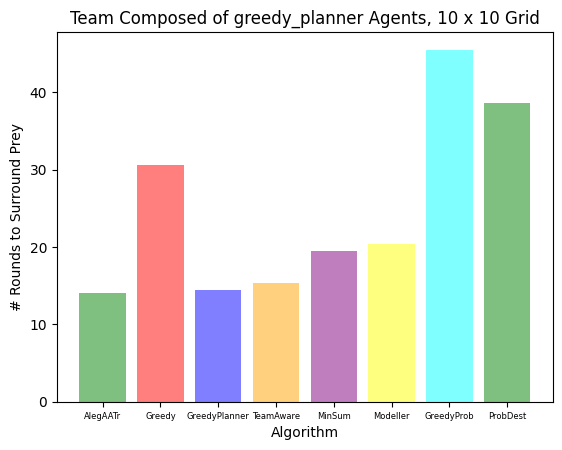 Team Composed of greedy_planner Agents, 10 x 10 Grid
# Rounds to Surround Prey
40
30
20
10
0
AlegAATr Greedy GreedyPlanner TeamAware MinSum Modeller GreedyProb ProbDest
Algorithm